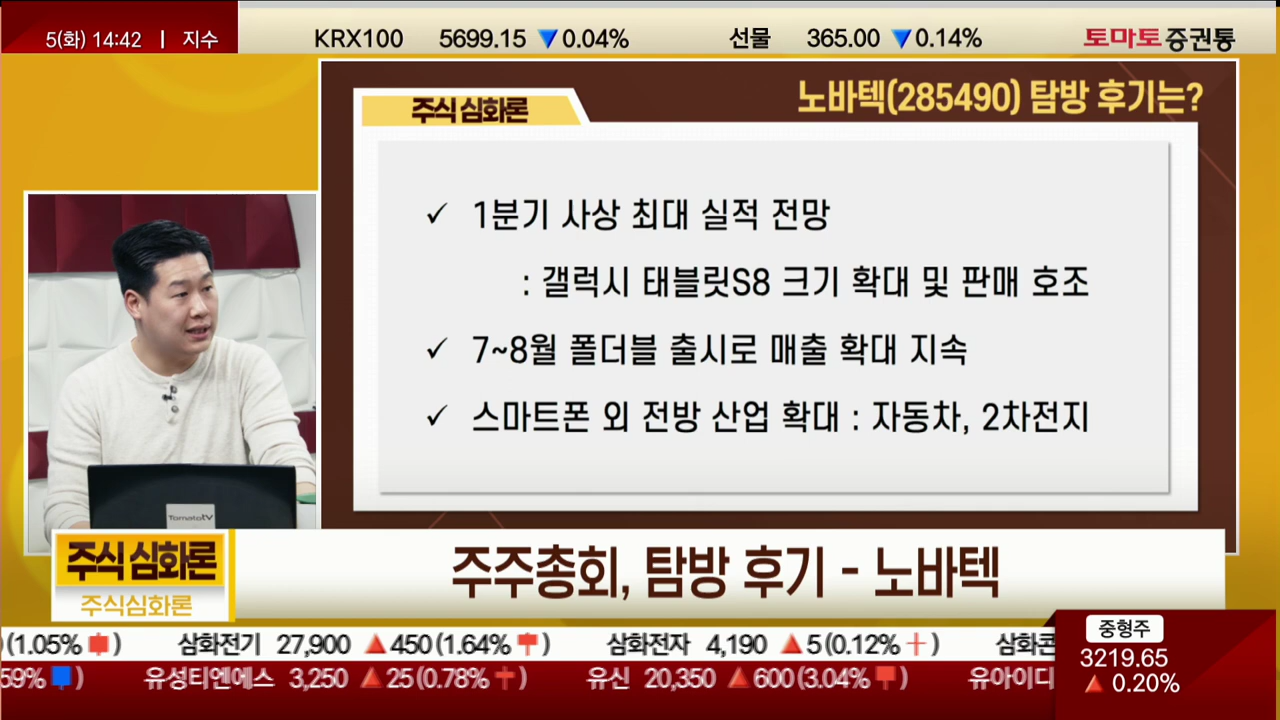 5(화) 14:42 | 지수
KRX100 5699.15 ▼0.04% 선물 365.00 ▼0.14%
토마토증권통
노바텍(285490) 탐방 후기는?
주식 심화론
✓ 1분기 사상 최대 실적 전망
: 갤럭시 태블릿S8 크기 확대 및 판매 호조
✓ 7~8월 폴더블 출시로 매출 확대 지속
✓ 스마트폰 외 전방 산업 확대 : 자동차, 2차전지
TomatoTV
주식 심화론
주식심화론
주주총회, 탐방 후기 - 노바텍
(1.05% ) 삼화전기 27,900 ▲450(1.64% ) 삼화전자 4,190 ▲5(0.12% ) 삼화콘
59% ) 유성티엔에스 3,250 ▲25(0.78% ) 유신 20,350 ▲600(3.04% ) 유아이디
중형주
3219.65
▲ 0.20%